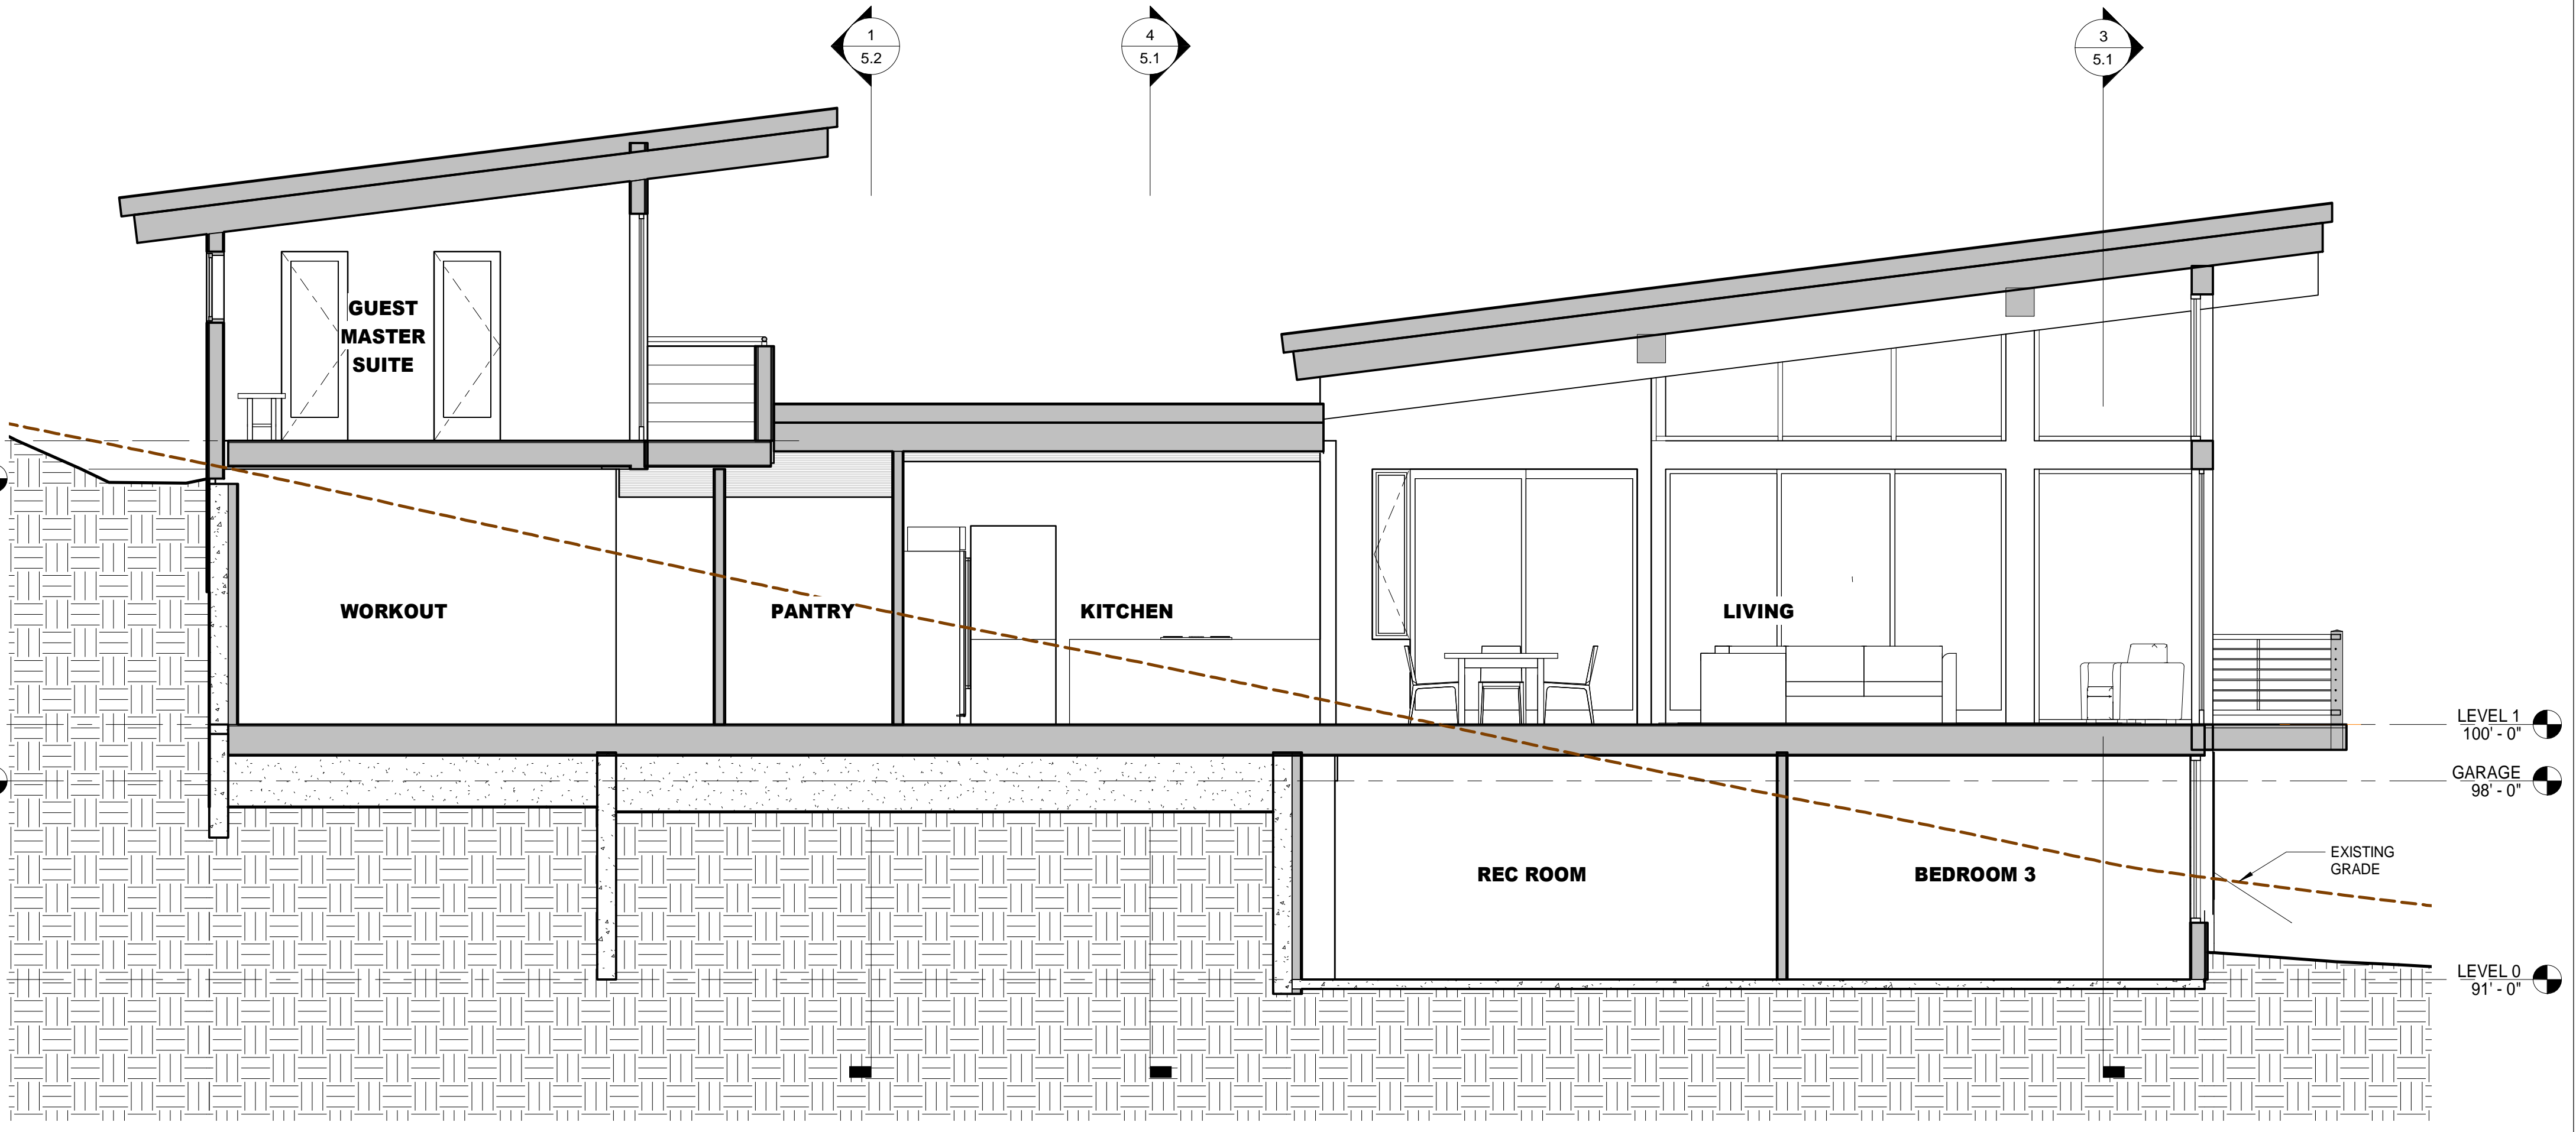 1
5.2
4
5.1
3
5.1
GUEST
MASTER
SUITE
WORKOUT
PANTRY
KITCHEN
LIVING
LEVEL 1
100' - 0"
GARAGE
98' - 0"
REC ROOM
BEDROOM 3
EXISTING
GRADE
LEVEL 0
91' - 0"